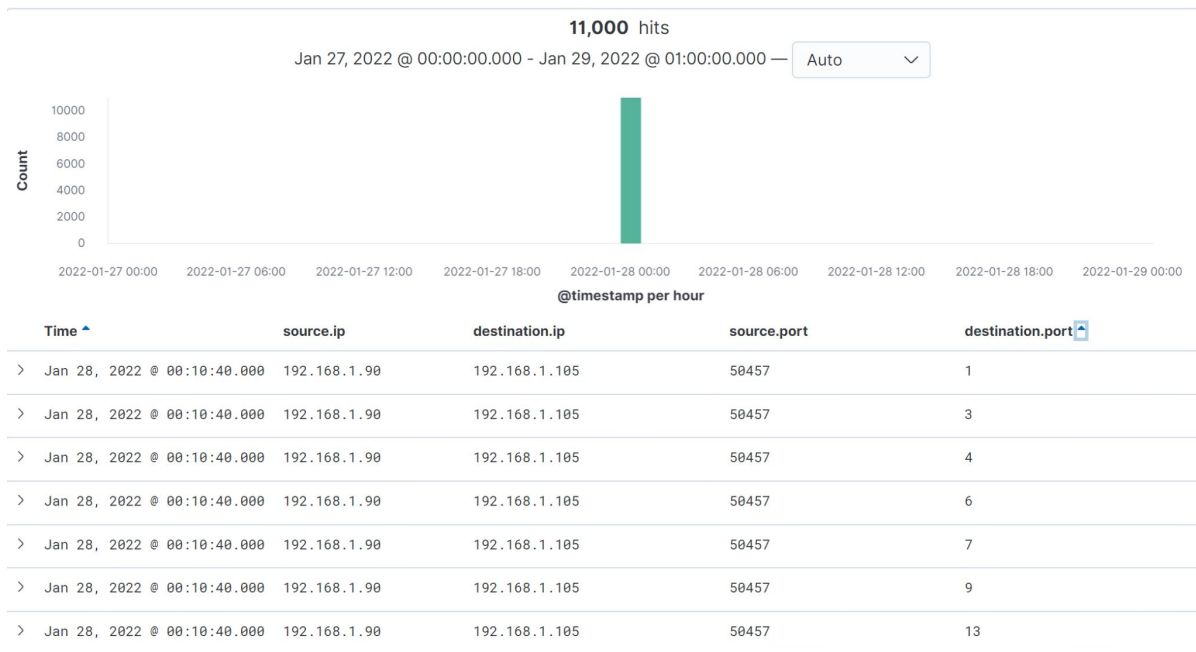 11,000 hits
Jan 27, 2022 @ 00:00:00.000 - Jan 29, 2022 @ 01:00:00.000 — Auto
Count
10000
8000
6000
4000
2000
0
2022-01-27 00:00 2022-01-27 06:00 2022-01-27 12:00 2022-01-27 18:00 2022-01-28 00:00 2022-01-28 06:00 2022-01-28 12:00 2022-01-28 18:00 2022-01-29 00:00
@timestamp per hour
Time source.ip destination.ip source.port destination.port
Jan 28, 2022 @ 00:10:40.000 192.168.1.90 192.168.1.105 50457 1
Jan 28, 2022 @ 00:10:40.000 192.168.1.90 192.168.1.105 50457 3
Jan 28, 2022 @ 00:10:40.000 192.168.1.90 192.168.1.105 50457 4
Jan 28, 2022 @ 00:10:40.000 192.168.1.90 192.168.1.105 50457 6
Jan 28, 2022 @ 00:10:40.000 192.168.1.90 192.168.1.105 50457 7
Jan 28, 2022 @ 00:10:40.000 192.168.1.90 192.168.1.105 50457 9
Jan 28, 2022 @ 00:10:40.000 192.168.1.90 192.168.1.105 50457 13